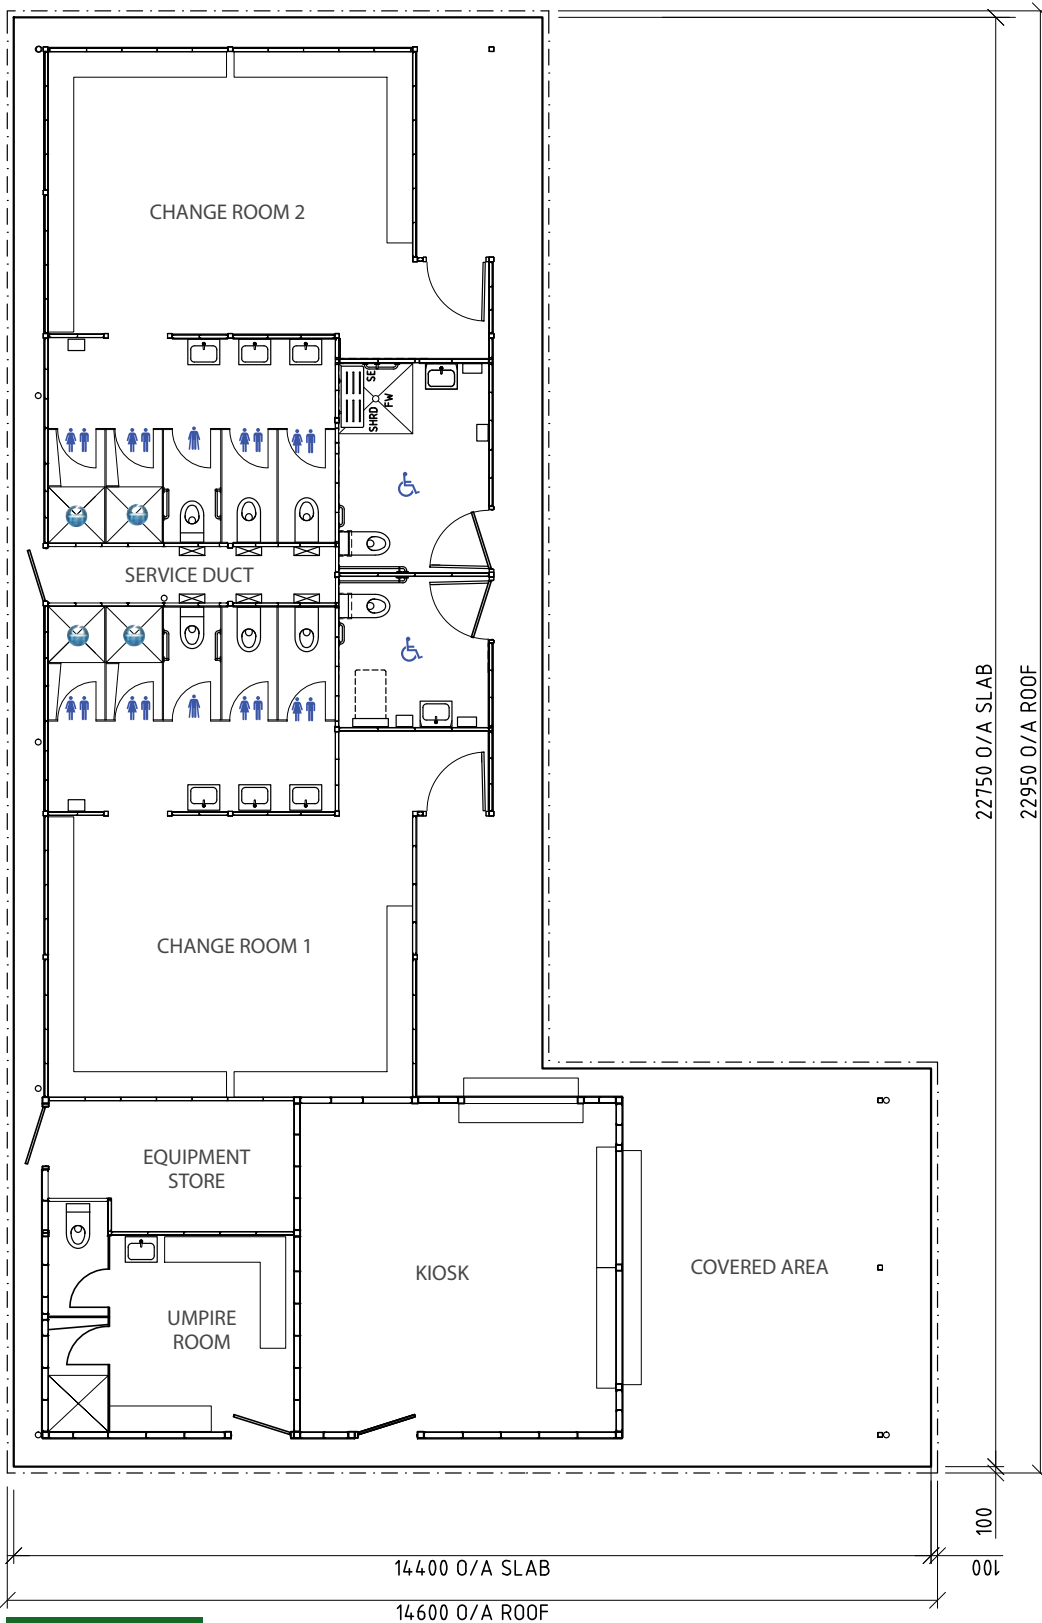 CHANGE ROOM 2
SE
SHRD
FW
SERVICE DUCT
22750 O/A SLAB
22950 O/A ROOF
CHANGE ROOM 1
EQUIPMENT
STORE
KIOSK
COVERED AREA
UMPIRE
ROOM
100
100
14400 O/A SLAB
14600 O/A ROOF